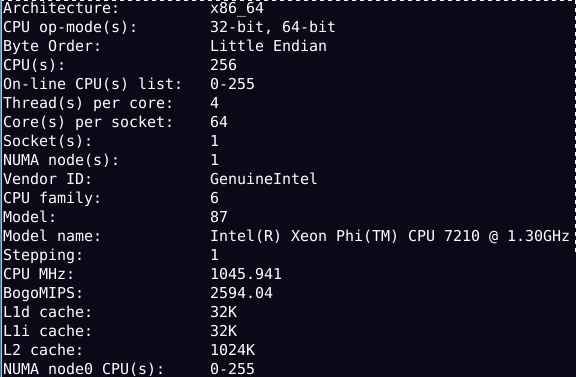 Architecture: x86_64
CPU op-mode(s): 32-bit, 64-bit
Byte Order: Little Endian
CPU(s): 256
On-line CPU(s) list: 0-255
Thread(s) per core: 4
Core(s) per socket: 64
Socket(s): 1
NUMA node(s): 1
Vendor ID: GenuineIntel
CPU family: 6
Model: 87
Model name: Intel(R) Xeon Phi(TM) CPU 7210 @ 1.30GHz
Stepping: 1
CPU MHz: 1045.941
BogoMIPS: 2594.04
L1d cache: 32K
L1i cache: 32K
L2 cache: 1024K
NUMA node0 CPU(s): 0-255